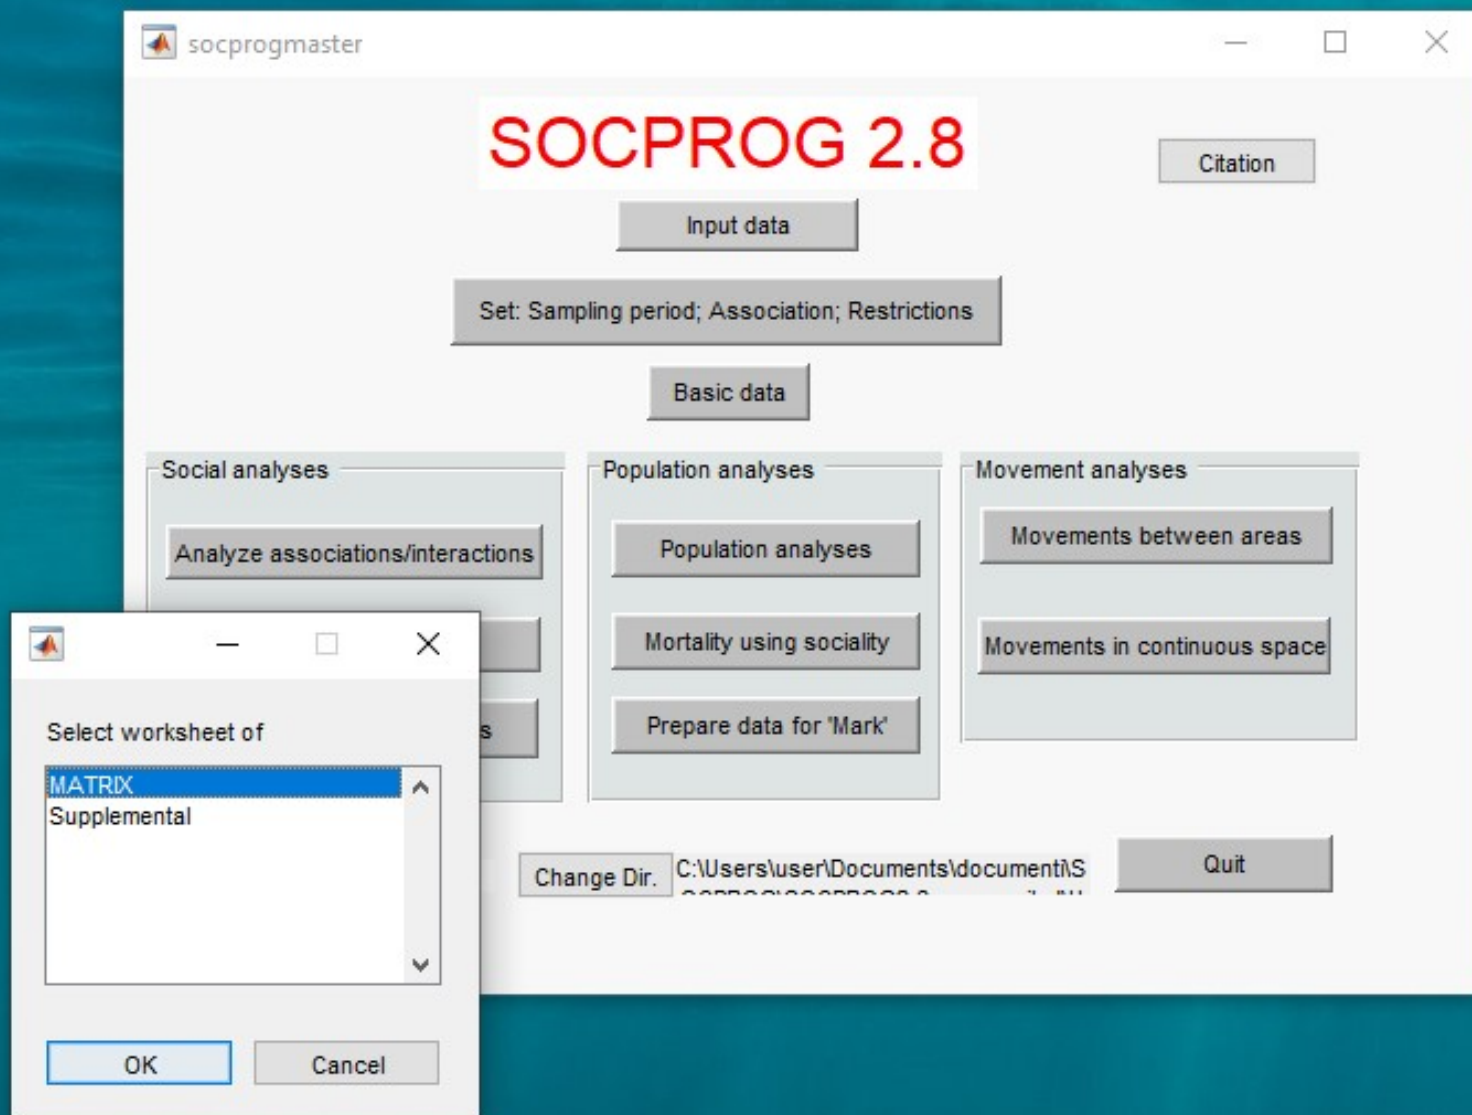 socprogmaster
SOCPROG 2.8
Citation
Input data
Set: Sampling period; Association; Restrictions
Basic data
Social analyses
Analyze associations/interactions
s
Population analyses
Population analyses
Mortality using sociality
Prepare data for 'Mark'
Movement analyses
Movements between areas
Movements in continuous space
Select worksheet of
MATRIX
Supplemental
OK
Cancel
Change Dir.
C:\Users\user\Documents\documenti\S
Quit